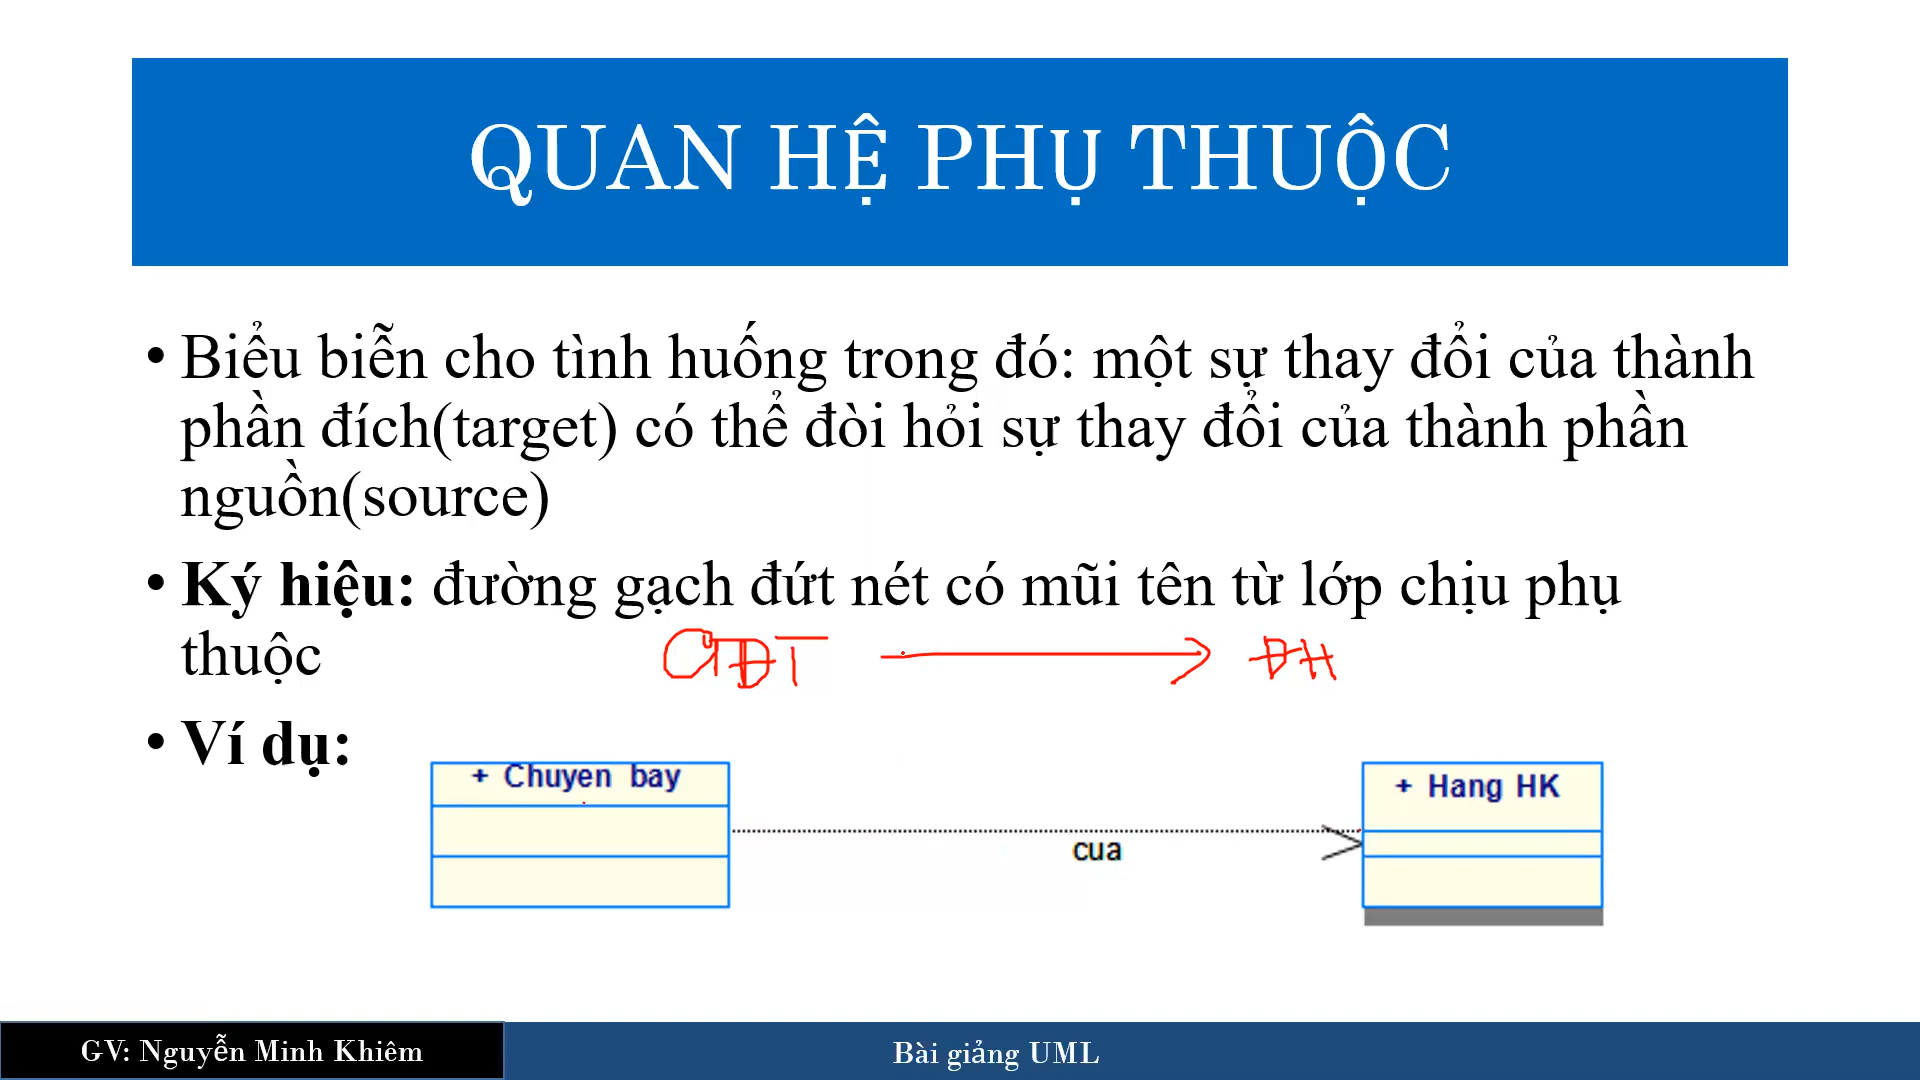 QUAN HỆ PHỤ THUỘC
• Biểu biễn cho tình huống trong đó: một sự thay đổi của thành
phần đích(target) có thể đòi hỏi sự thay đổi của thành phần
nguồn(source)
• Ký hiệu: đường gạch đứt nét có mũi tên từ lớp chịu phụ
thuộc
ĐH
• Ví dụ:
+ Chuyen bay
+ Hang HK
cua
GV: Nguyễn Minh Khiêm
Bài giảng UML